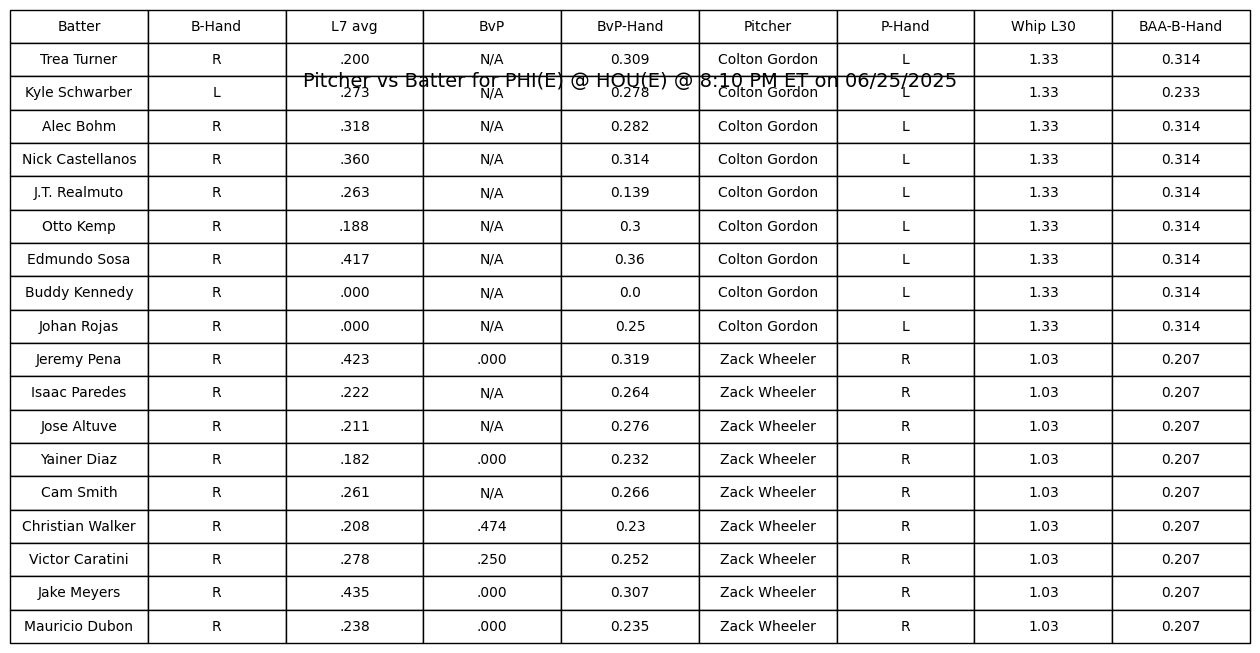 Batter B-Hand L7 avg BvP BvP-Hand Pitcher P-Hand Whip L30 BAA-B-Hand
Trea Turner R .200 N/A 0.309 Colton Gordon L 1.33 0.314
Pitcher vs Batter for PHI(E) @ HOU(E) @ 8:10 PM ET on 06/25/2025
Kyle Schwarber L .273 N/A 0.278 Colton Gordon L 1.33 0.233
Alec Bohm R .318 N/A 0.282 Colton Gordon L 1.33 0.314
Nick Castellanos R .360 N/A 0.314 Colton Gordon L 1.33 0.314
J.T. Realmuto R .263 N/A 0.139 Colton Gordon L 1.33 0.314
Otto Kemp R .188 N/A 0.3 Colton Gordon L 1.33 0.314
Edmundo Sosa R .417 N/A 0.36 Colton Gordon L 1.33 0.314
Buddy Kennedy R .000 N/A 0.0 Colton Gordon L 1.33 0.314
Johan Rojas R .000 N/A 0.25 Colton Gordon L 1.33 0.314
Jeremy Pena R .423 .000 0.319 Zack Wheeler R 1.03 0.207
Isaac Paredes R .222 N/A 0.264 Zack Wheeler R 1.03 0.207
Jose Altuve R .211 N/A 0.276 Zack Wheeler R 1.03 0.207
Yainer Diaz R .182 .000 0.232 Zack Wheeler R 1.03 0.207
Cam Smith R .261 N/A 0.266 Zack Wheeler R 1.03 0.207
Christian Walker R .208 .474 0.23 Zack Wheeler R 1.03 0.207
Victor Caratini R .278 .250 0.252 Zack Wheeler R 1.03 0.207
Jake Meyers R .435 .000 0.307 Zack Wheeler R 1.03 0.207
Mauricio Dubon R .238 .000 0.235 Zack Wheeler R 1.03 0.207